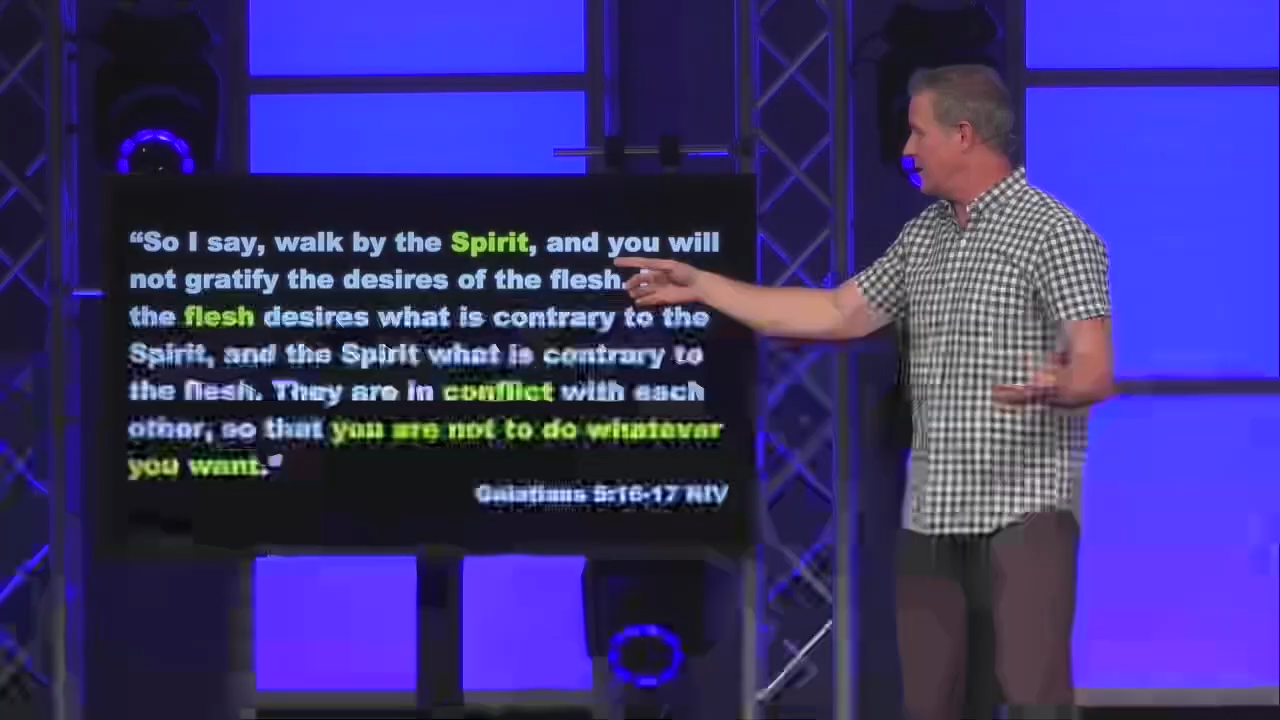 “So I say, walk by the Spirit, and you will
not gratify the desires of the flesh.
the flesh desires what is contrary to the
Spirit, and the Spirit what is contrary to
the flesh. They are in conflict with each
other, so that you are not to do whatever
you want.”
Galatians 5:16-17 NIV